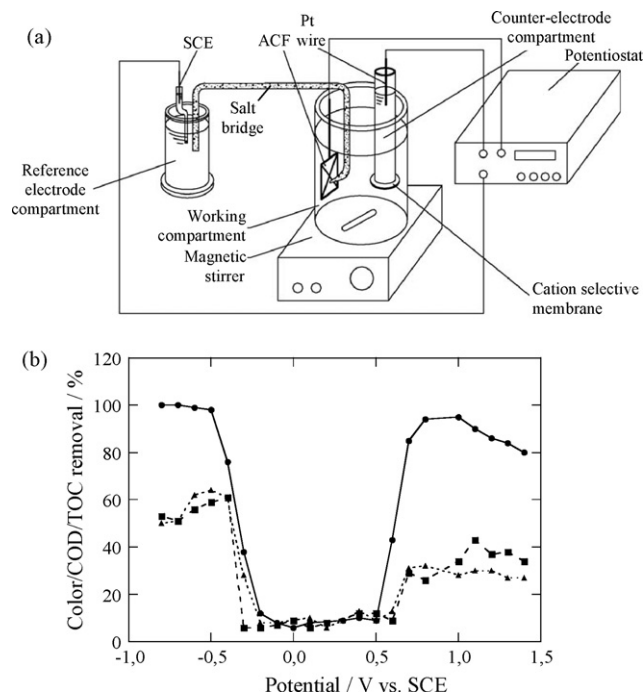 (a)
SCE
Pt
wire
ACF
Counter-electrode
compartment
Potentiostat
Salt
bridge
Reference
electrode
compartment
Working
compartment
Magnetic
stirrer
Cation selective
membrane
(b)
Color/COD/TOC removal / %
120
100
80
60
40
20
0
-1,0
-0,5
0,0
0,5
1,0
1,5
Potential / V vs. SCE